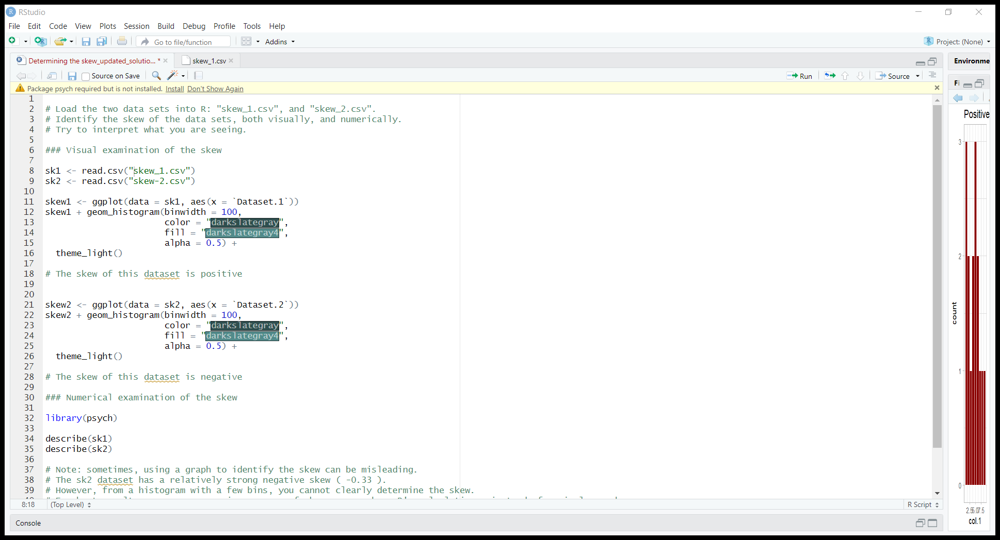 RStudio
File Edit Code View Plots Session Build Debug Profile Tools Help
Go to file/function Addins Project: (None)
Determining the skew_updated_solutio... * skew_1.csv Environme
Source on Save Run Source Fi
Package psych required but is not installed. Install Don't Show Again
1
2 # Load the two data sets into R: "skew_1.csv", and "skew_2.csv".
3 # Identify the skew of the data sets, both visually, and numerically.
4 # Try to interpret what you are seeing.
5
6 ### Visual examination of the skew
7
8 sk1 <- read.csv("skew_1.csv")
9 sk2 <- read.csv("skew-2.csv")
10
11 skew1 <- ggplot(data = sk1, aes(x = `Dataset.1`))
12 skew1 + geom_histogram(binwidth = 100,
13 color = "darkslategray",
14 fill = "darkslategray4",
15 alpha = 0.5) +
16 theme_light()
17
18 # The skew of this dataset is positive
19
20
21 skew2 <- ggplot(data = sk2, aes(x = `Dataset.2`))
22 skew2 + geom_histogram(binwidth = 100,
23 color = "darkslategray",
24 fill = "darkslategray4",
25 alpha = 0.5) +
26 theme_light()
27
28 # The skew of this dataset is negative
29
30 ### Numerical examination of the skew
31
32 library(psych)
33
34 describe(sk1)
35 describe(sk2)
36
37 # Note: sometimes, using a graph to identify the skew can be misleading.
38 # The sk2 dataset has a relatively strong negative skew ( -0.33 ).
39 # However, from a histogram with a few bins, you cannot clearly determine the skew.
8:18 (Top Level) R Script
Console
Positive
3
2
1
0
count
2.5 5.0 7.5
col.1